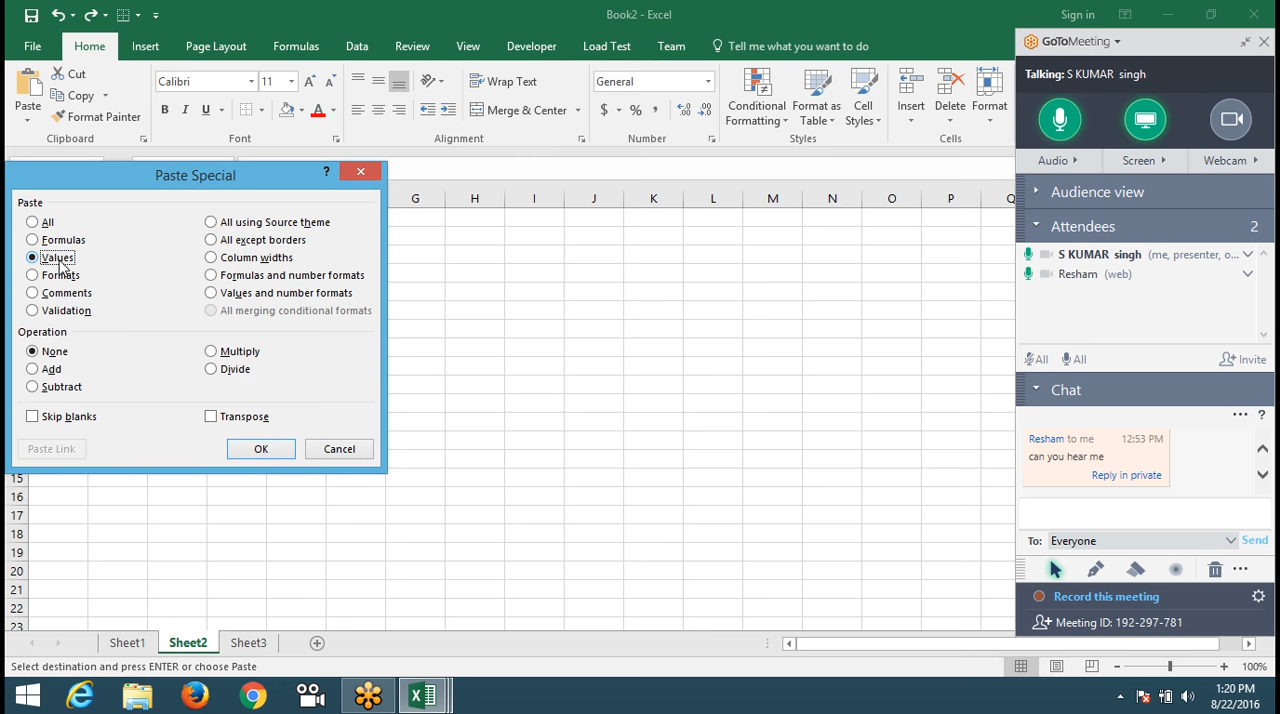 Book2 - Excel
Sign in
File Home Insert Page Layout Formulas Data Review View Developer Load Test Team Tell me what you want to do
Paste
Cut
Copy
Format Painter
Clipboard
Calibri 11
B I U
Font
Wrap Text
Merge & Center
Alignment
General
$ % ,
Number
Conditional Formatting
Format as Table
Cell Styles
Styles
Insert Delete Format
Cells
Paste Special
?
Paste
All
Formulas
Values
Formats
Comments
Validation
All using Source theme
All except borders
Column widths
Formulas and number formats
Values and number formats
All merging conditional formats
Operation
None
Add
Subtract
Multiply
Divide
Skip blanks
Transpose
Paste Link
OK
Cancel
G H I J K L M N O P Q
15
16
17
18
19
20
21
22
23
Sheet1 Sheet2 Sheet3
Select destination and press ENTER or choose Paste
100%
GoToMeeting
Talking: S KUMAR singh
Audio Screen Webcam
Audience view
Attendees 2
S KUMAR singh (me, presenter, o...
Resham (web)
All All Invite
Chat
... ?
Resham to me 12:53 PM
can you hear me
Reply in private
To: Everyone Send
Record this meeting
Meeting ID: 192-297-781
1:20 PM
8/22/2016